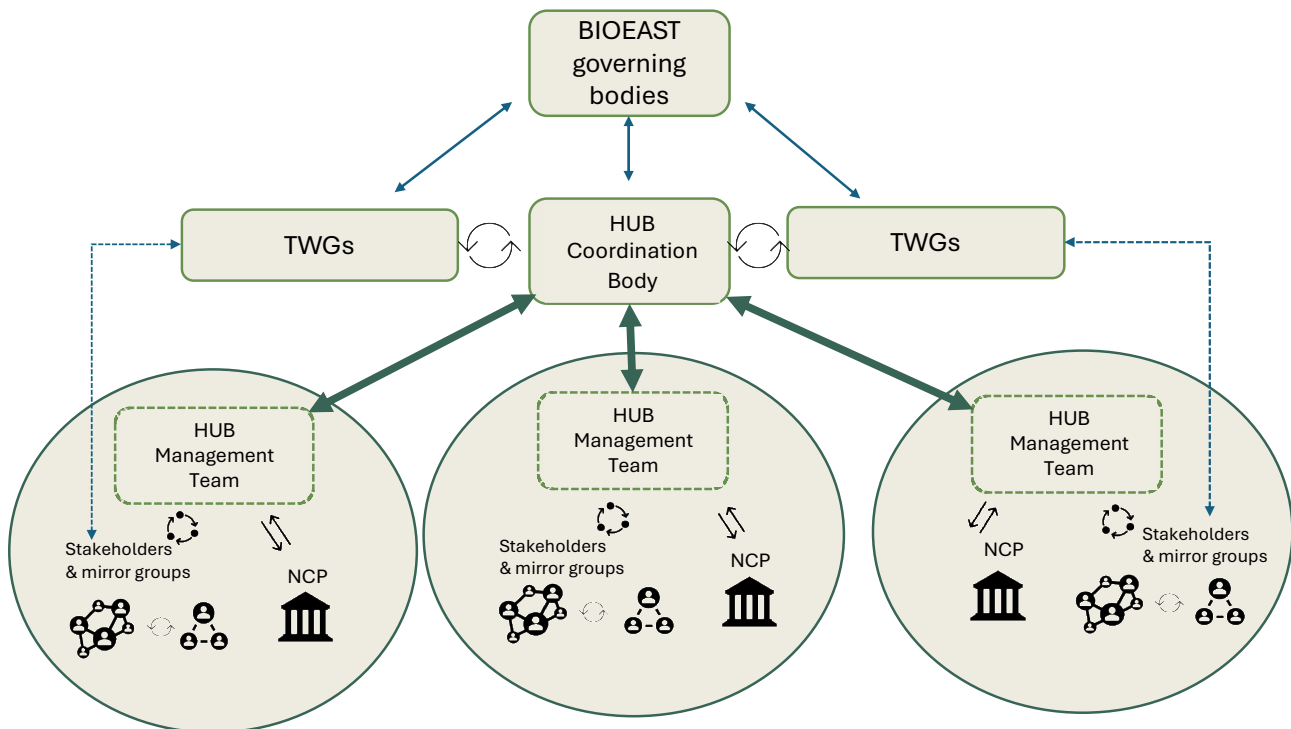 BIOEAST
governing
bodies
TWGs
HUB
Coordination
Body
TWGs
HUB
Management
Team
Stakeholders
& mirror groups
NCP
HUB
Management
Team
Stakeholders
& mirror groups
NCP
HUB
Management
Team
NCP
Stakeholders
& mirror groups